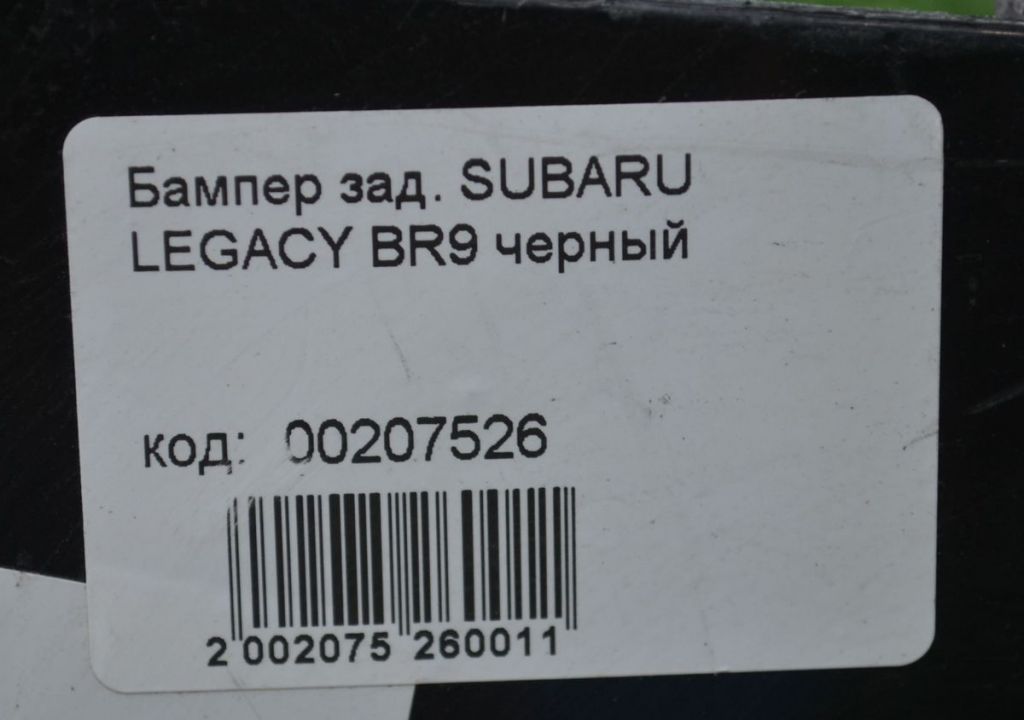 Бампер зад. SUBARU
LEGACY BR9 черный
код: 00207526
2 002075 260011